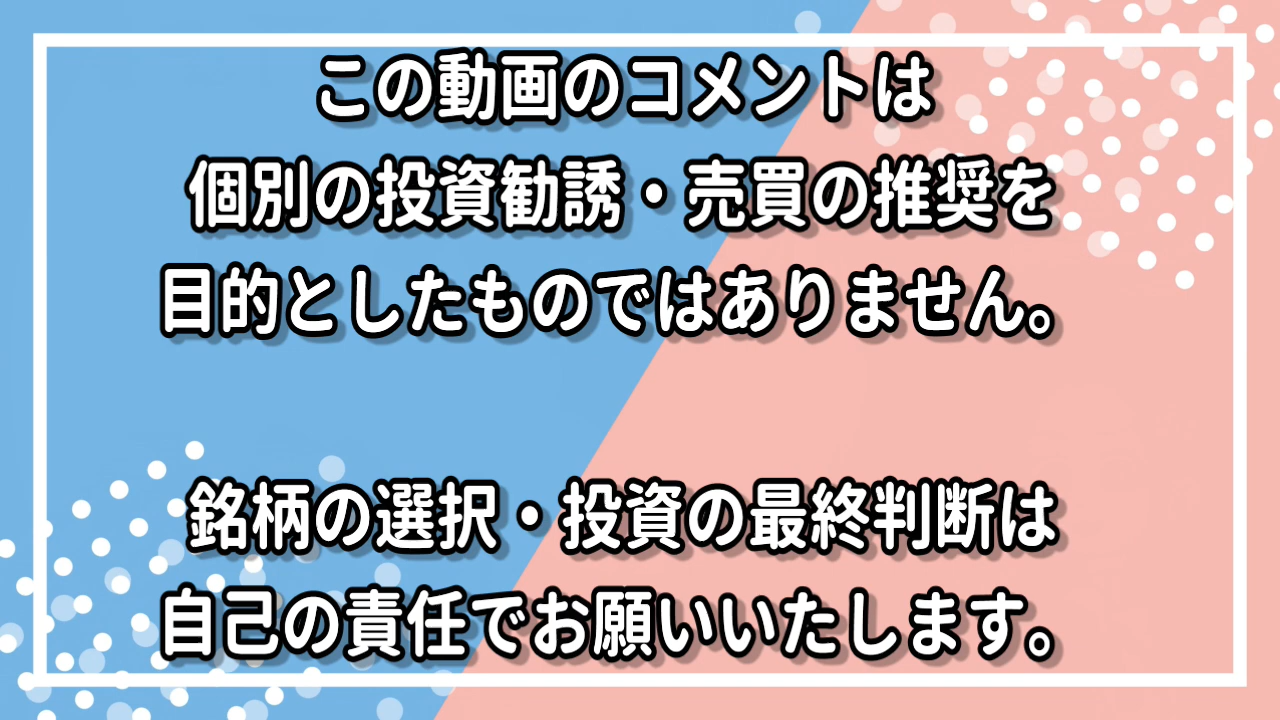 この動画のコメントは
個別の投資勧誘・売買の推奨を
目的としたものではありません。
銘柄の選択・投資の最終判断は
自己の責任でお願いいたします。